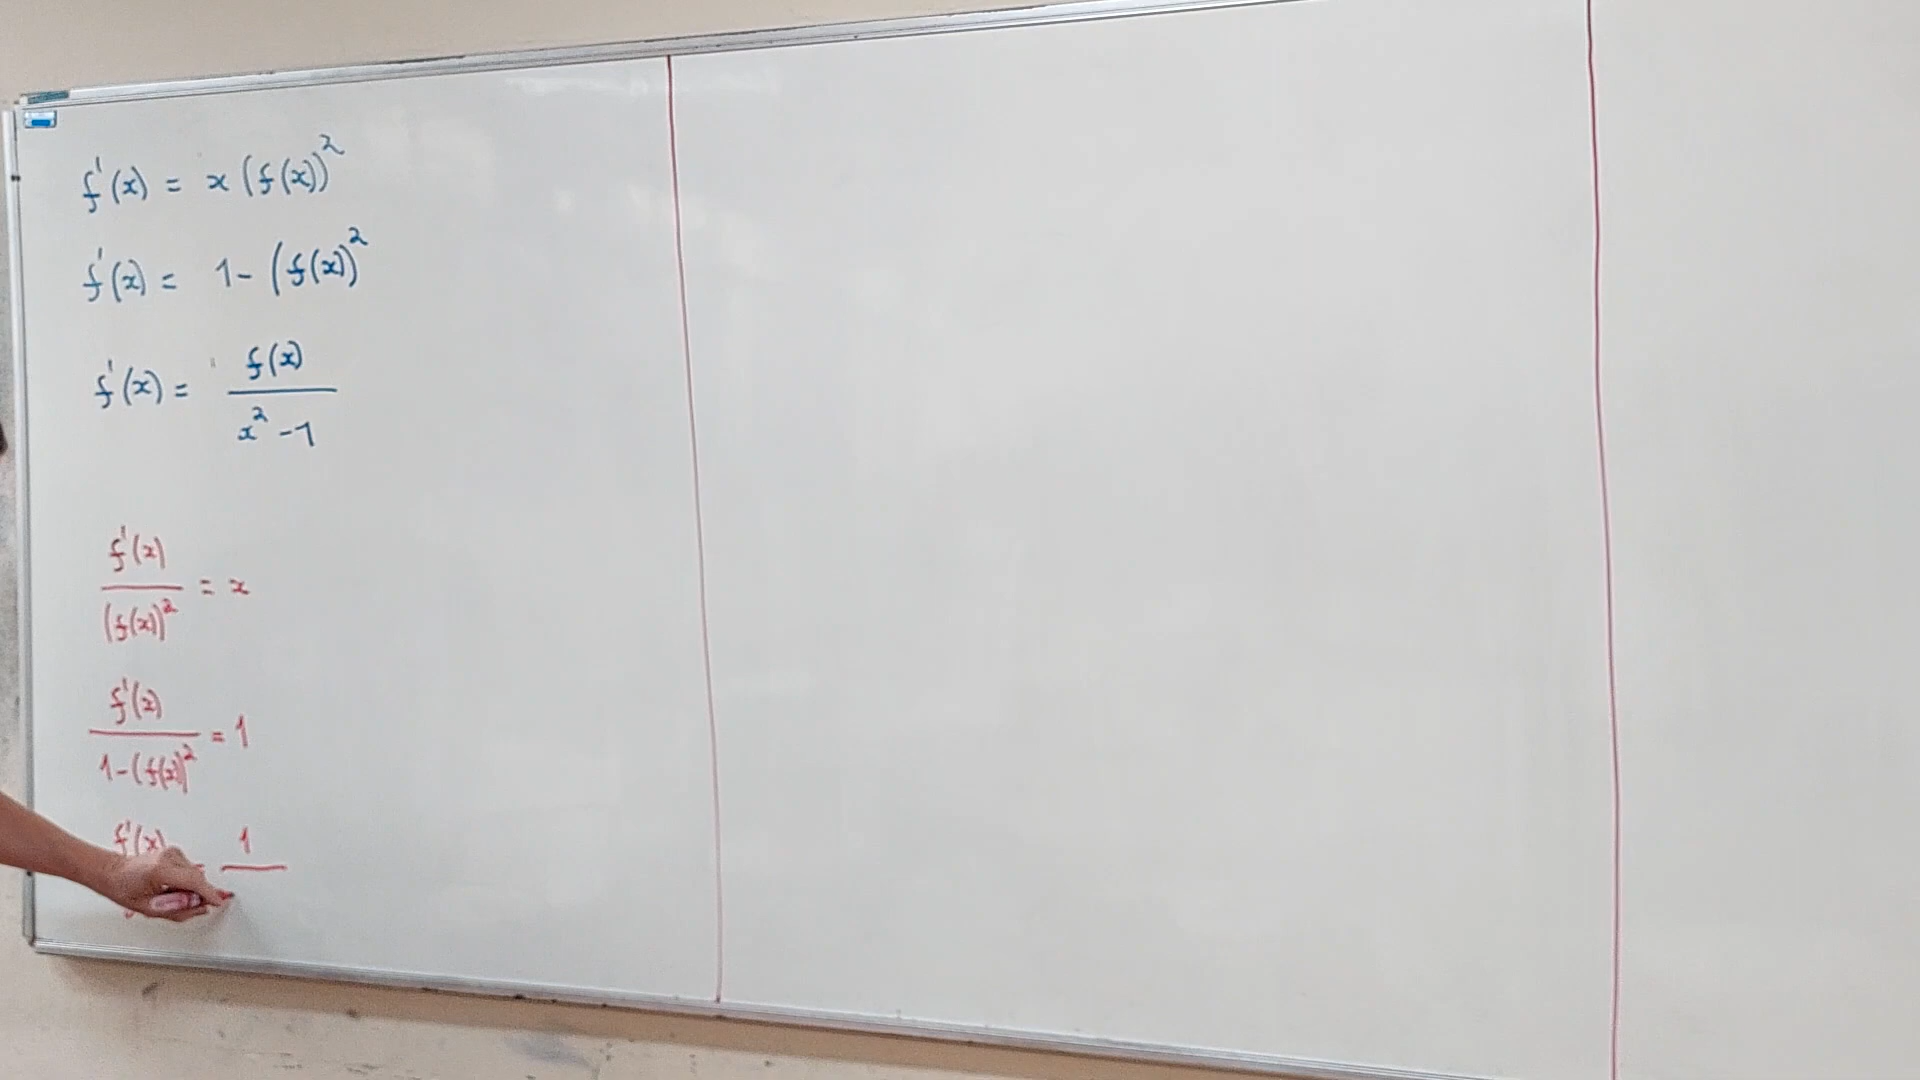 f'(x) = x (f(x))²
f'(x) = 1 - (f(x))²
f'(x) = f(x) / (x² - 1)
f'(x) / (f(x))² = x
f'(x) / (1 - (f(x))²) = 1
f'(x) = 1